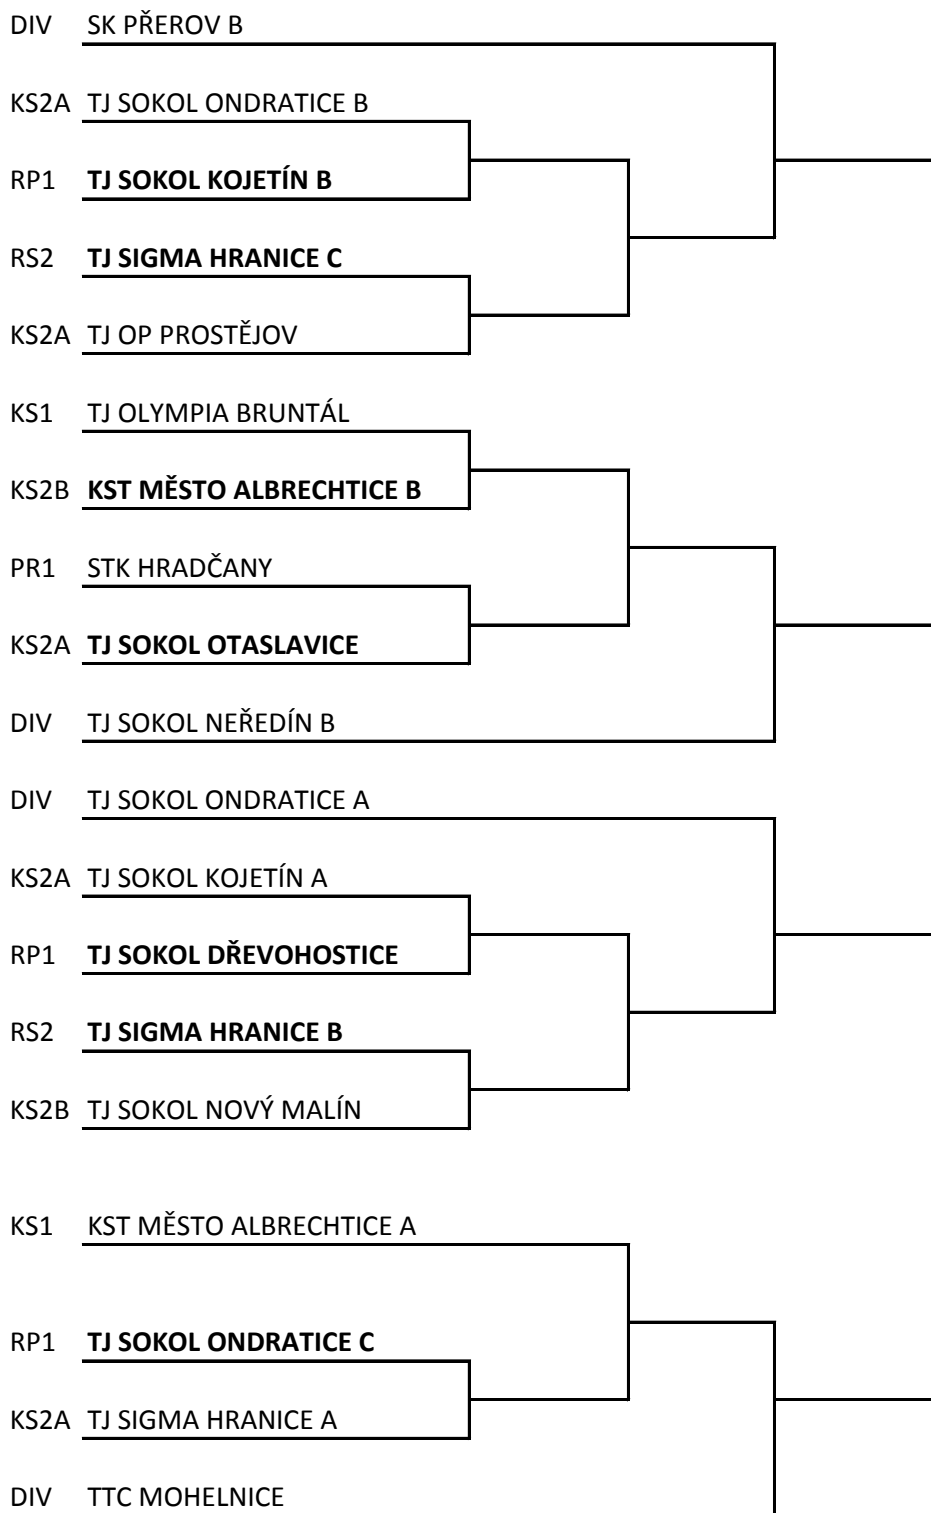 DIV SK PŘEROV B
KS2A TJ SOKOL ONDRATICE B
RP1 TJ SOKOL KOJETÍN B
RS2 TJ SIGMA HRANICE C
KS2A TJ OP PROSTĚJOV
KS1 TJ OLYMPIA BRUNTÁL
KS2B KST MĚSTO ALBRECHTICE B
PR1 STK HRADČANY
KS2A TJ SOKOL OTASLAVICE
DIV TJ SOKOL NEŘEDÍN B
DIV TJ SOKOL ONDRATICE A
KS2A TJ SOKOL KOJETÍN A
RP1 TJ SOKOL DŘEVOHOSTICE
RS2 TJ SIGMA HRANICE B
KS2B TJ SOKOL NOVÝ MALÍN
KS1 KST MĚSTO ALBRECHTICE A
RP1 TJ SOKOL ONDRATICE C
KS2A TJ SIGMA HRANICE A
DIV TTC MOHELNICE